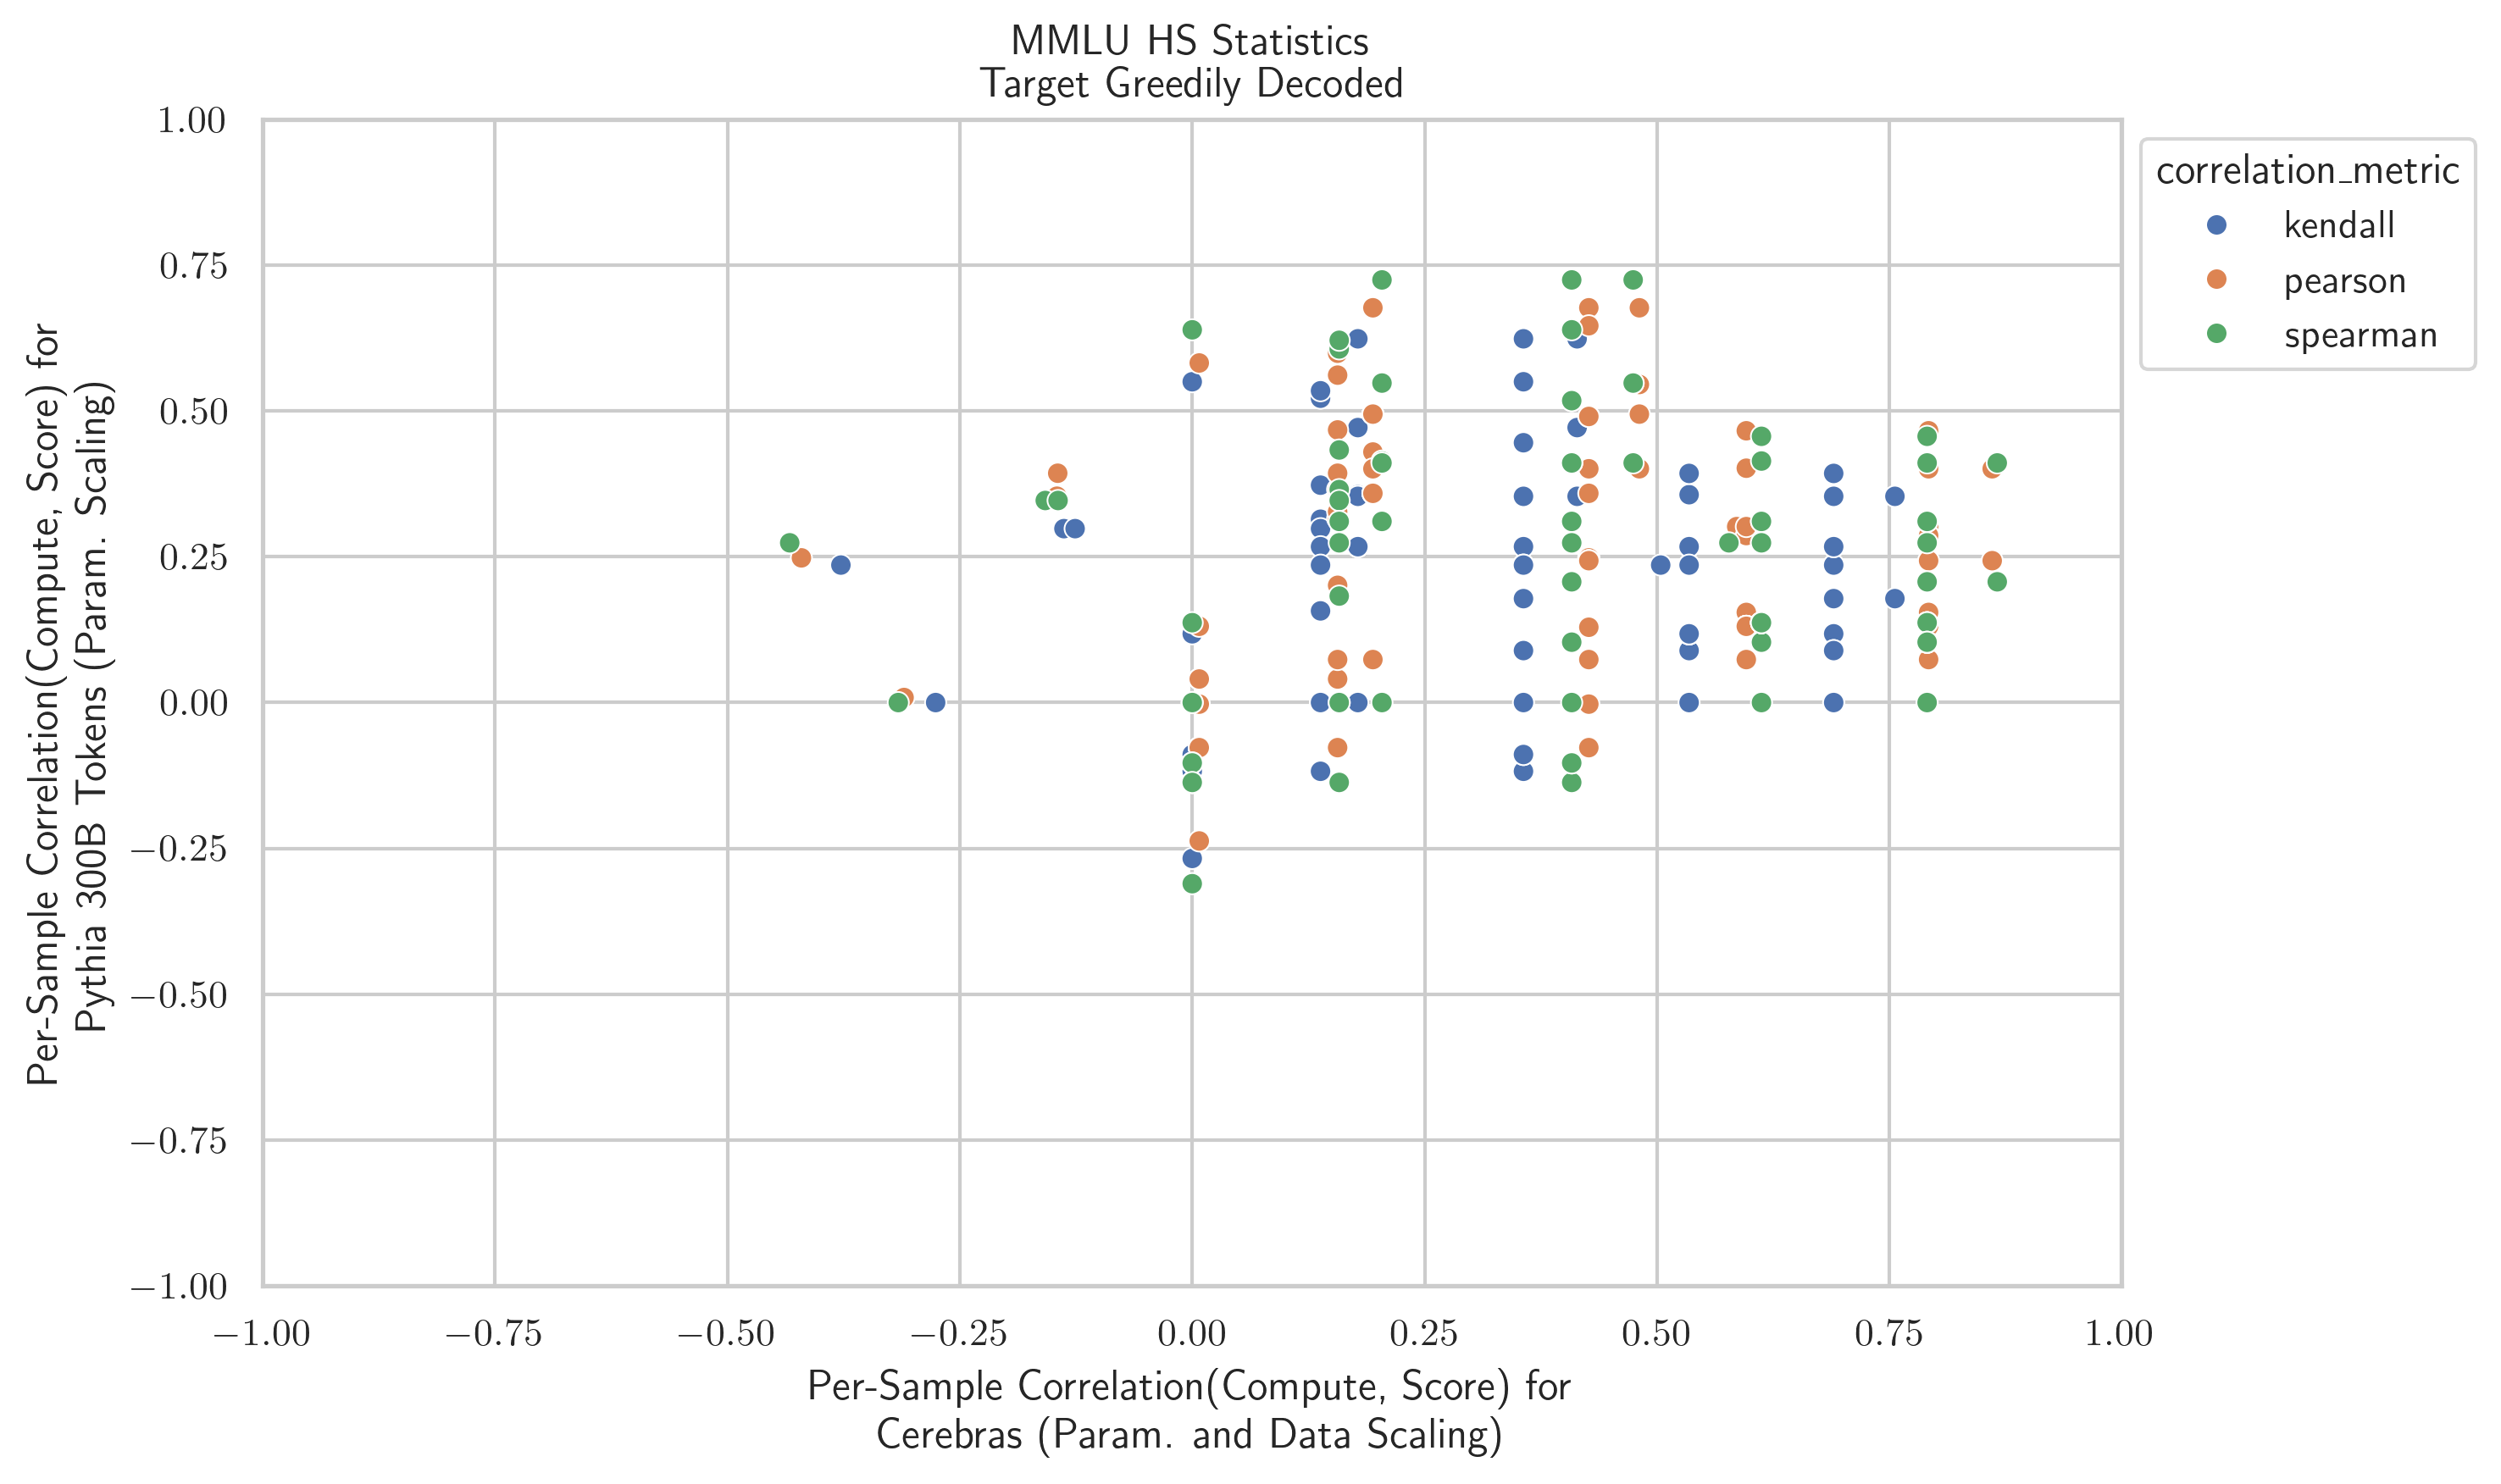 MMLU HS Statistics
Target Greedily Decoded
1.00
0.75
0.50
0.25
0.00
−0.25
−0.50
−0.75
−1.00
Per-Sample Correlation(Compute, Score) for
Pythia 300B Tokens (Param. Scaling)
−1.00 −0.75 −0.50 −0.25 0.00 0.25 0.50 0.75 1.00
Per-Sample Correlation(Compute, Score) for
Cerebras (Param. and Data Scaling)
correlation_metric
kendall
pearson
spearman